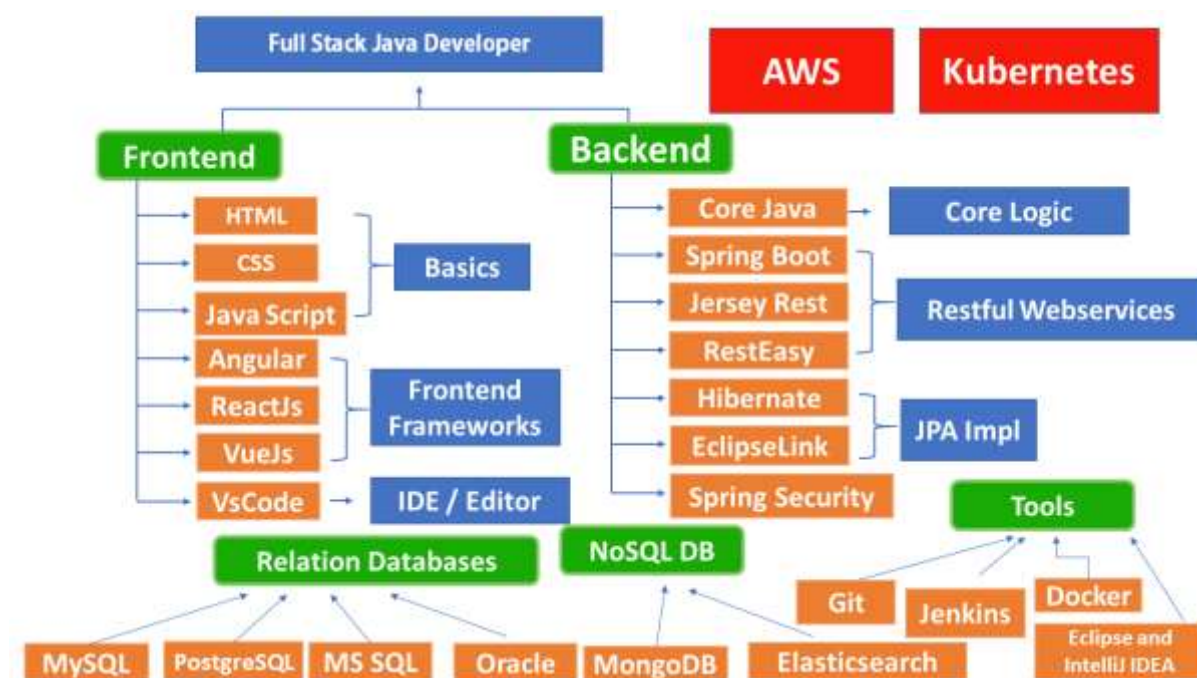 Full Stack Java Developer
AWS
Kubernetes
Frontend
Backend
HTML
CSS
Java Script
Basics
Angular
ReactJs
VueJs
Frontend
Frameworks
VsCode
IDE / Editor
Core Java
Core Logic
Spring Boot
Jersey Rest
RestEasy
Restful Webservices
Hibernate
EclipseLink
JPA Impl
Spring Security
Relation Databases
NoSQL DB
Tools
MySQL
PostgreSQL
MS SQL
Oracle
MongoDB
Elasticsearch
Git
Jenkins
Docker
Eclipse and
IntelliJ IDEA